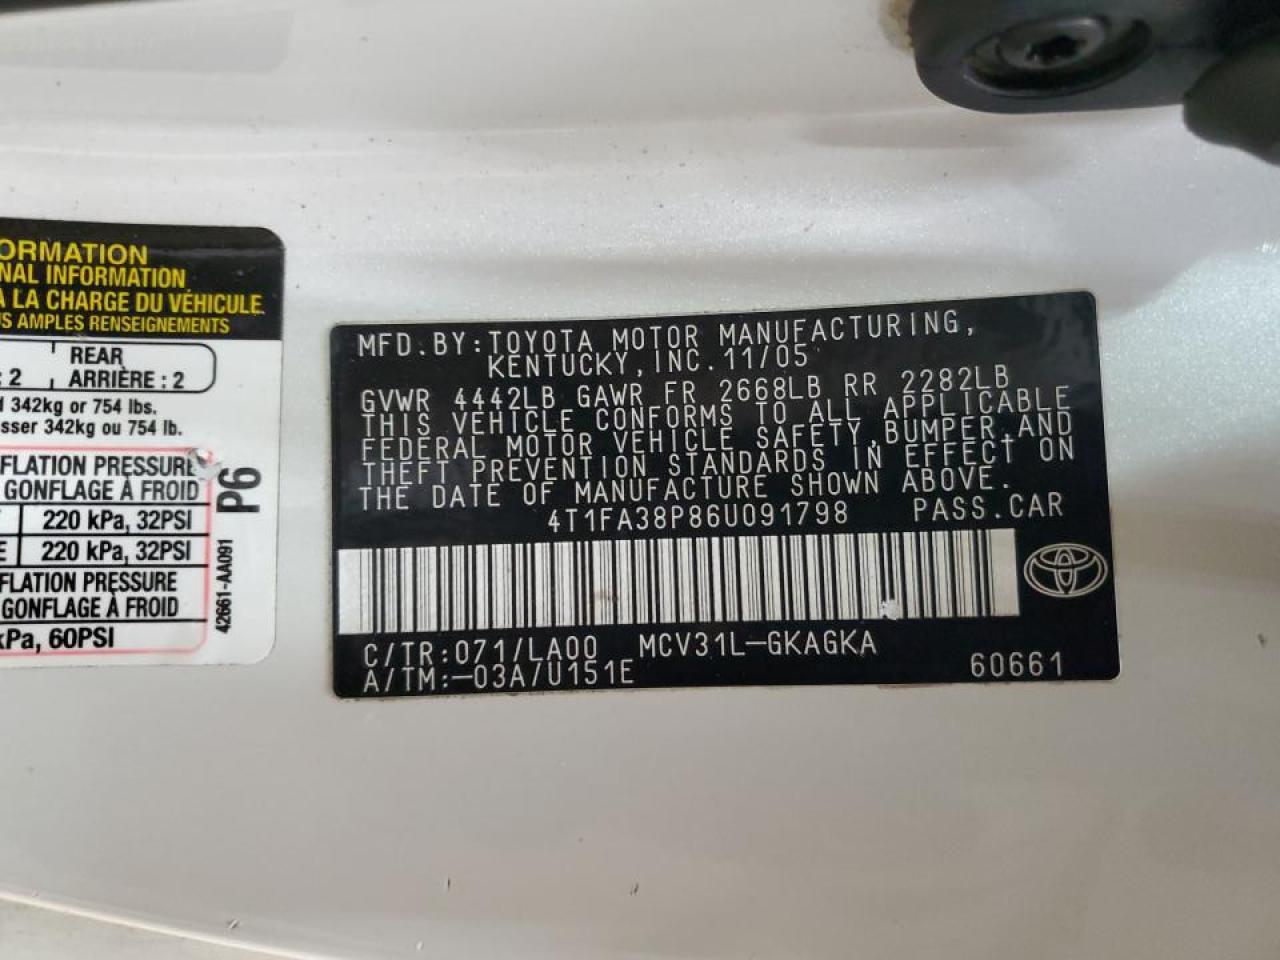 ORMATION
NAL INFORMATION
À LA CHARGE DU VÉHICULE
US AMPLES RENSEIGNEMENTS
: 2
REAR
ARRIÈRE : 2
342kg or 754 lbs.
sser 342kg ou 754 lb.
FLATION PRESSURE
GONFLAGE À FROID
220 kPa, 32PSI
E 220 kPa, 32PSI
FLATION PRESSURE
GONFLAGE À FROID
kPa, 60PSI
P6
42661-AA091
MFD.BY:TOYOTA MOTOR MANUFACTURING,
KENTUCKY,INC.11/05
GVWR 4442LB GAWR FR 2668LB RR 2282LB
THIS VEHICLE CONFORMS TO ALL APPLICABLE
FEDERAL MOTOR VEHICLE SAFETY,BUMPER,AND
THEFT PREVENTION STANDARDS IN EFFECT ON
THE DATE OF MANUFACTURE SHOWN ABOVE.
4T1FA38P86U091798 PASS.CAR
C/TR:071/LA00 MCV31L-GKAGKA
A/TM:-03A/U151E
60661